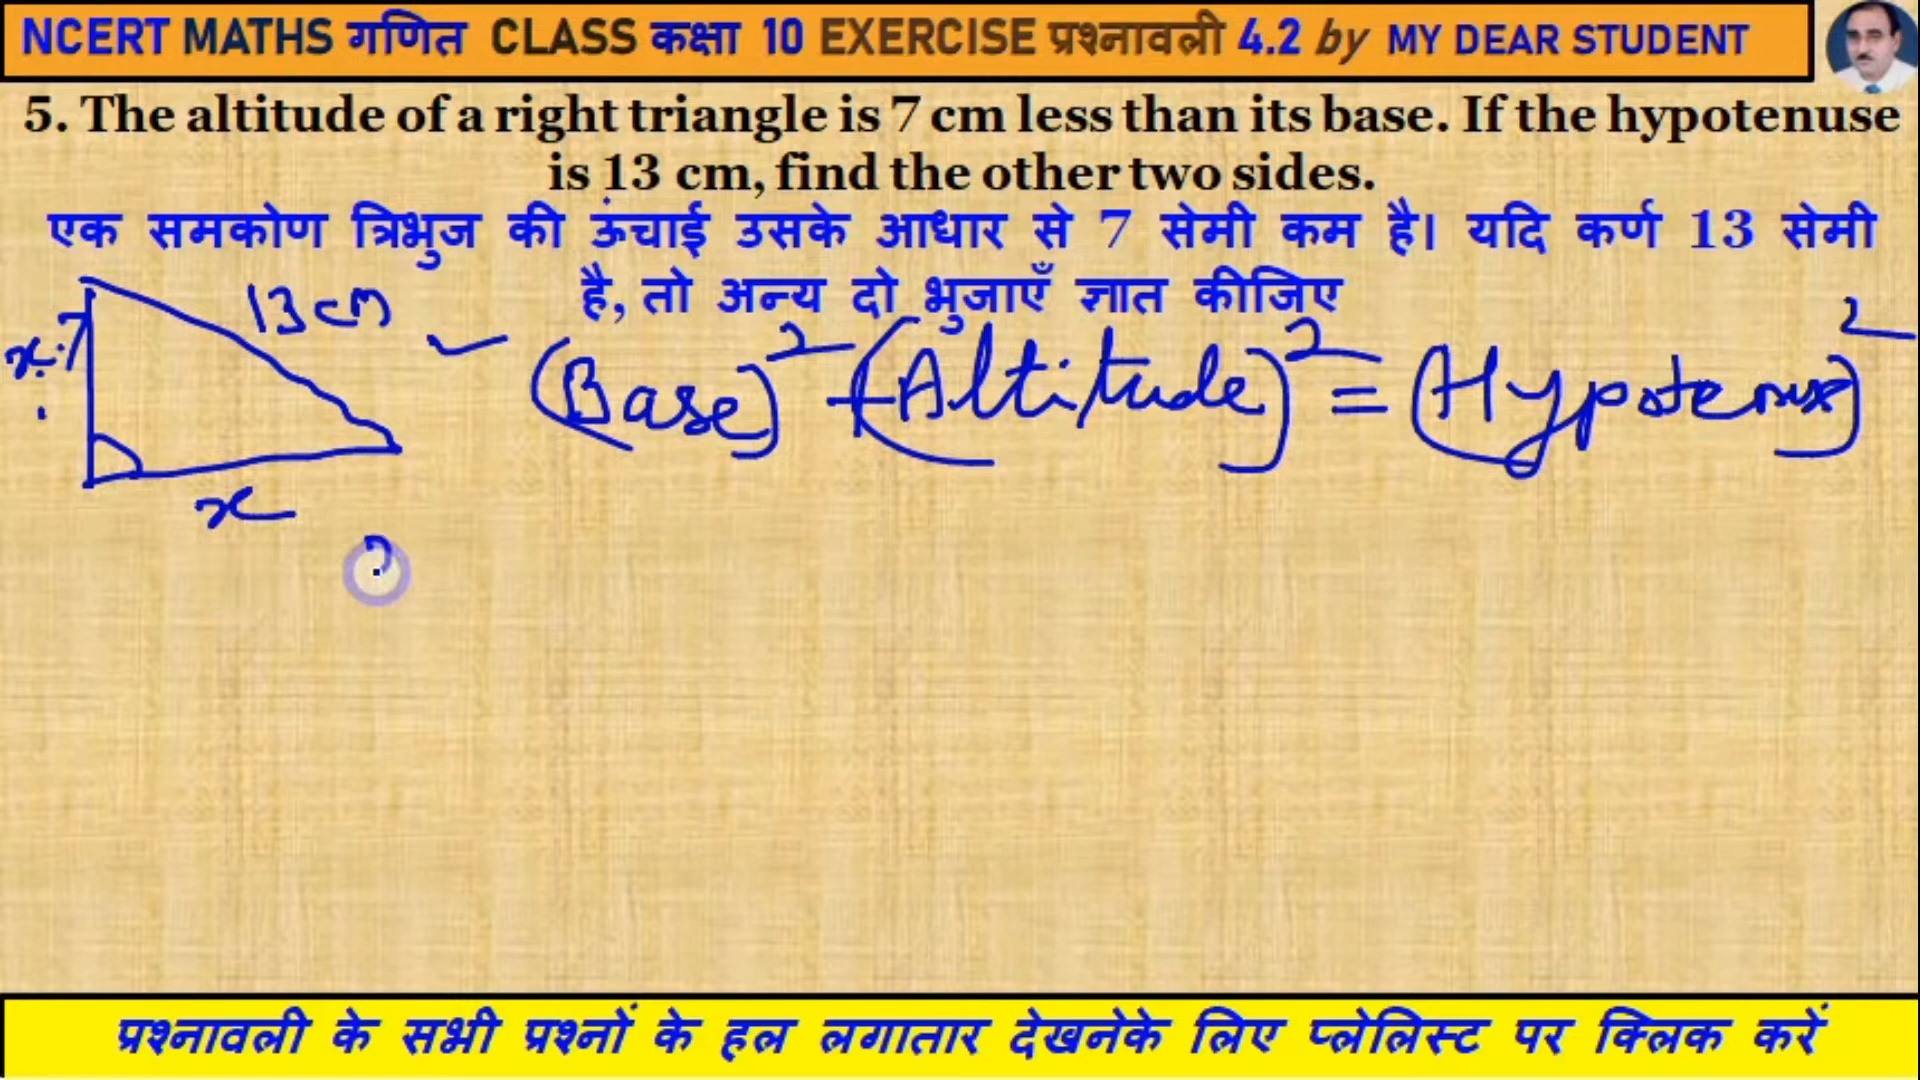 NCERT MATHS गणित CLASS कक्षा 10 EXERCISE प्रश्नावली 4.2 by MY DEAR STUDENT
5. The altitude of a right triangle is 7 cm less than its base. If the hypotenuse
is 13 cm, find the other two sides.
एक समकोण त्रिभुज की ऊंचाई उसके आधार से 7 सेमी कम है। यदि कर्ण 13 सेमी
है, तो अन्य दो भुजाएँ ज्ञात कीजिए
13 cm
x-7
(Base)² + (Altitude)² = (Hypotenuse)²
x
प्रश्नावली के सभी प्रश्नों के हल लगातार देखनेके लिए प्लेलिस्ट पर क्लिक करें